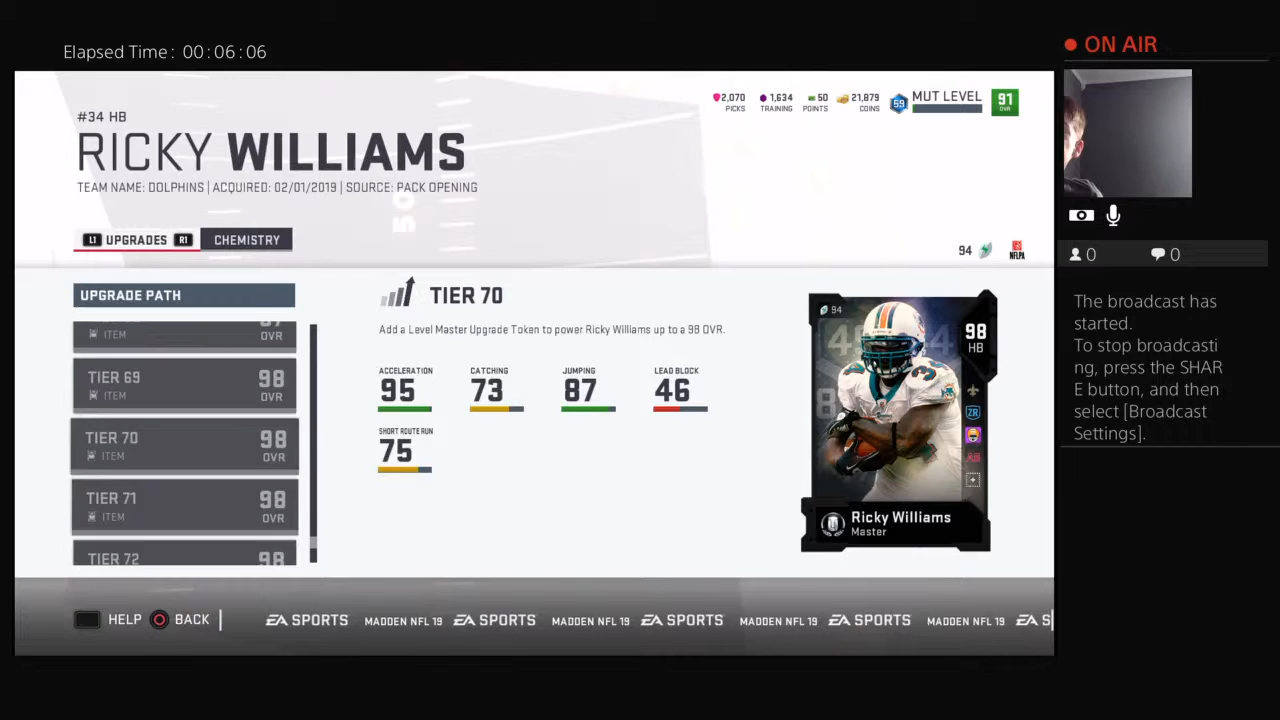 Elapsed Time: 00:06:06
ON AIR
#34 HB
RICKY WILLIAMS
TEAM NAME: DOLPHINS | ACQUIRED: 02/01/2019 | SOURCE: PACK OPENING
2,070 PICKS
1,634 TRAINING
50 POINTS
21,879 COINS
59 MUT LEVEL
91 OVR
L1 UPGRADES R1 CHEMISTRY
94 NFLPA
UPGRADE PATH
ITEM OVR
TIER 69 98
ITEM OVR
TIER 70 98
ITEM OVR
TIER 71 98
ITEM OVR
TIER 72 98
TIER 70
Add a Level Master Upgrade Token to power Ricky Williams up to a 98 OVR.
ACCELERATION CATCHING JUMPING LEAD BLOCK
95 73 87 46
SHORT ROUTE RUN
75
94
98
HB
ZR
Ricky Williams
Master
HELP BACK
EA SPORTS MADDEN NFL 19 EA SPORTS MADDEN NFL 19 EA SPORTS MADDEN NFL 19 EA SPORTS MADDEN NFL 19 EA S
0 0
The broadcast has
started.
To stop broadcasti
ng, press the SHAR
E button, and then
select [Broadcast
Settings].